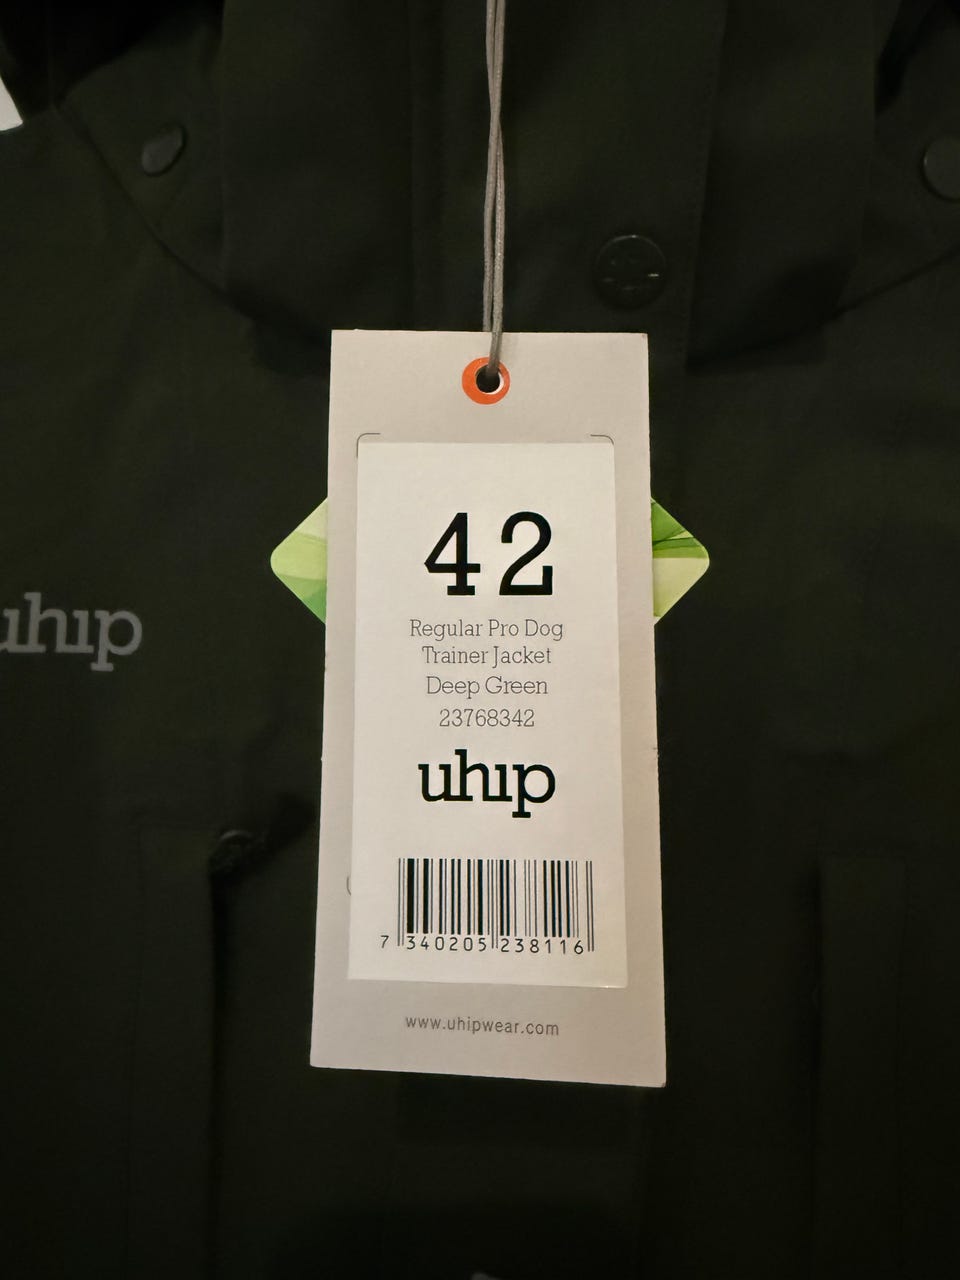 42
Regular Pro Dog
Trainer Jacket
Deep Green
23768342
uhip
7 340205 238116
www.uhipwear.com
uhip